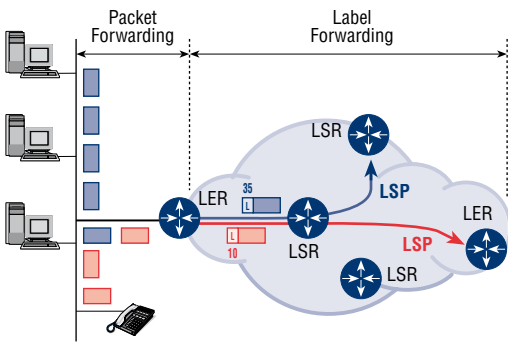 Packet
Forwarding
Label
Forwarding
LSR
35
L
LER
LSP
LER
L
10
LSR
LSP
LSR